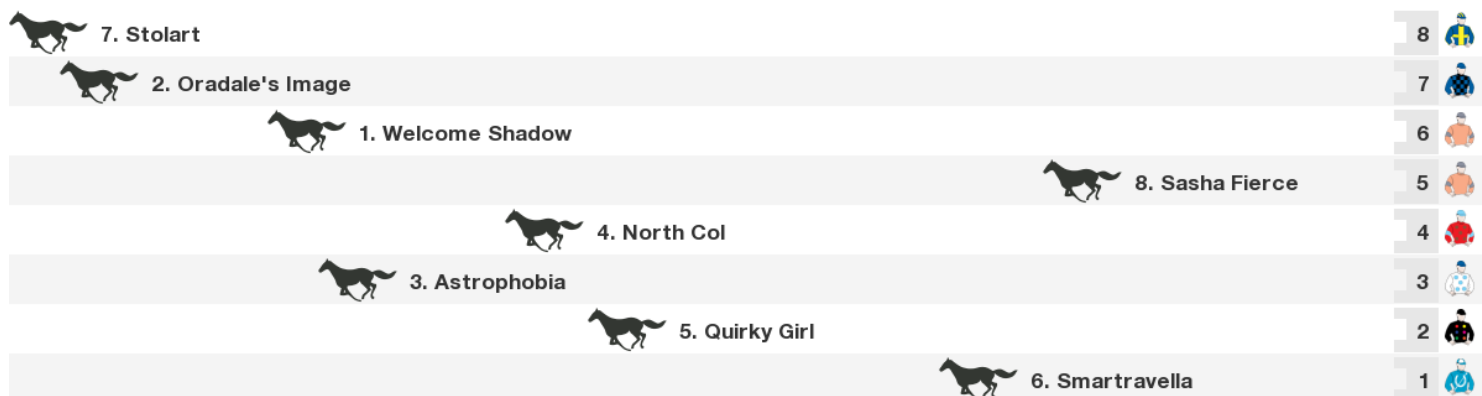 7. Stolart 8
2. Oradale's Image 7
1. Welcome Shadow 6
8. Sasha Fierce 5
4. North Col 4
3. Astrophobia 3
5. Quirky Girl 2
6. Smartravella 1